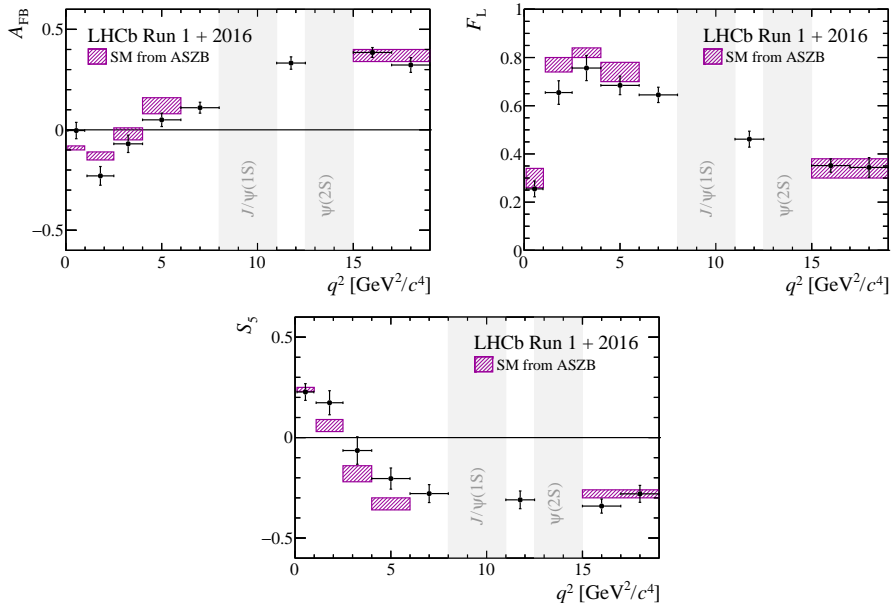 A_FB
0.5
0
−0.5
LHCb Run 1 + 2016
SM from ASZB
J/ψ(1S)
ψ(2S)
0 5 10 15
q² [GeV²/c⁴]
F_L
1
0.8
0.6
0.4
0.2
0
LHCb Run 1 + 2016
SM from ASZB
J/ψ(1S)
ψ(2S)
0 5 10 15
q² [GeV²/c⁴]
S₅
0.5
0
−0.5
LHCb Run 1 + 2016
SM from ASZB
J/ψ(1S)
ψ(2S)
0 5 10 15
q² [GeV²/c⁴]